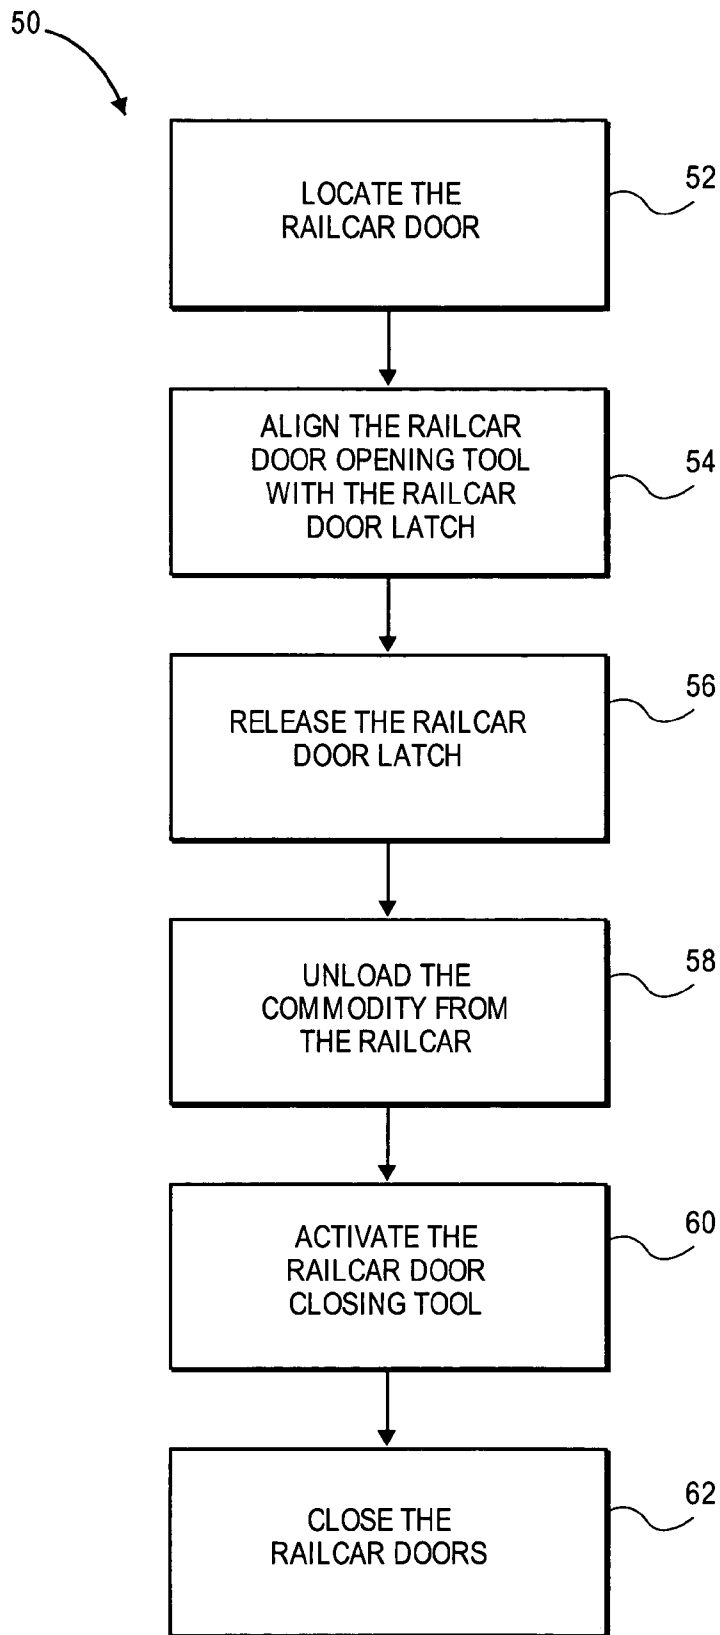 50
LOCATE THE
RAILCAR DOOR
52
ALIGN THE RAILCAR
DOOR OPENING TOOL
WITH THE RAILCAR
DOOR LATCH
54
RELEASE THE RAILCAR
DOOR LATCH
56
UNLOAD THE
COMMODITY FROM
THE RAILCAR
58
ACTIVATE THE
RAILCAR DOOR
CLOSING TOOL
60
CLOSE THE
RAILCAR DOORS
62